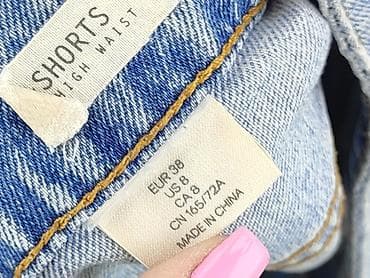 SHORTS
HIGH WAIST
EUR 38
US 8
CA 8
CN 165/72A
MADE IN CHINA